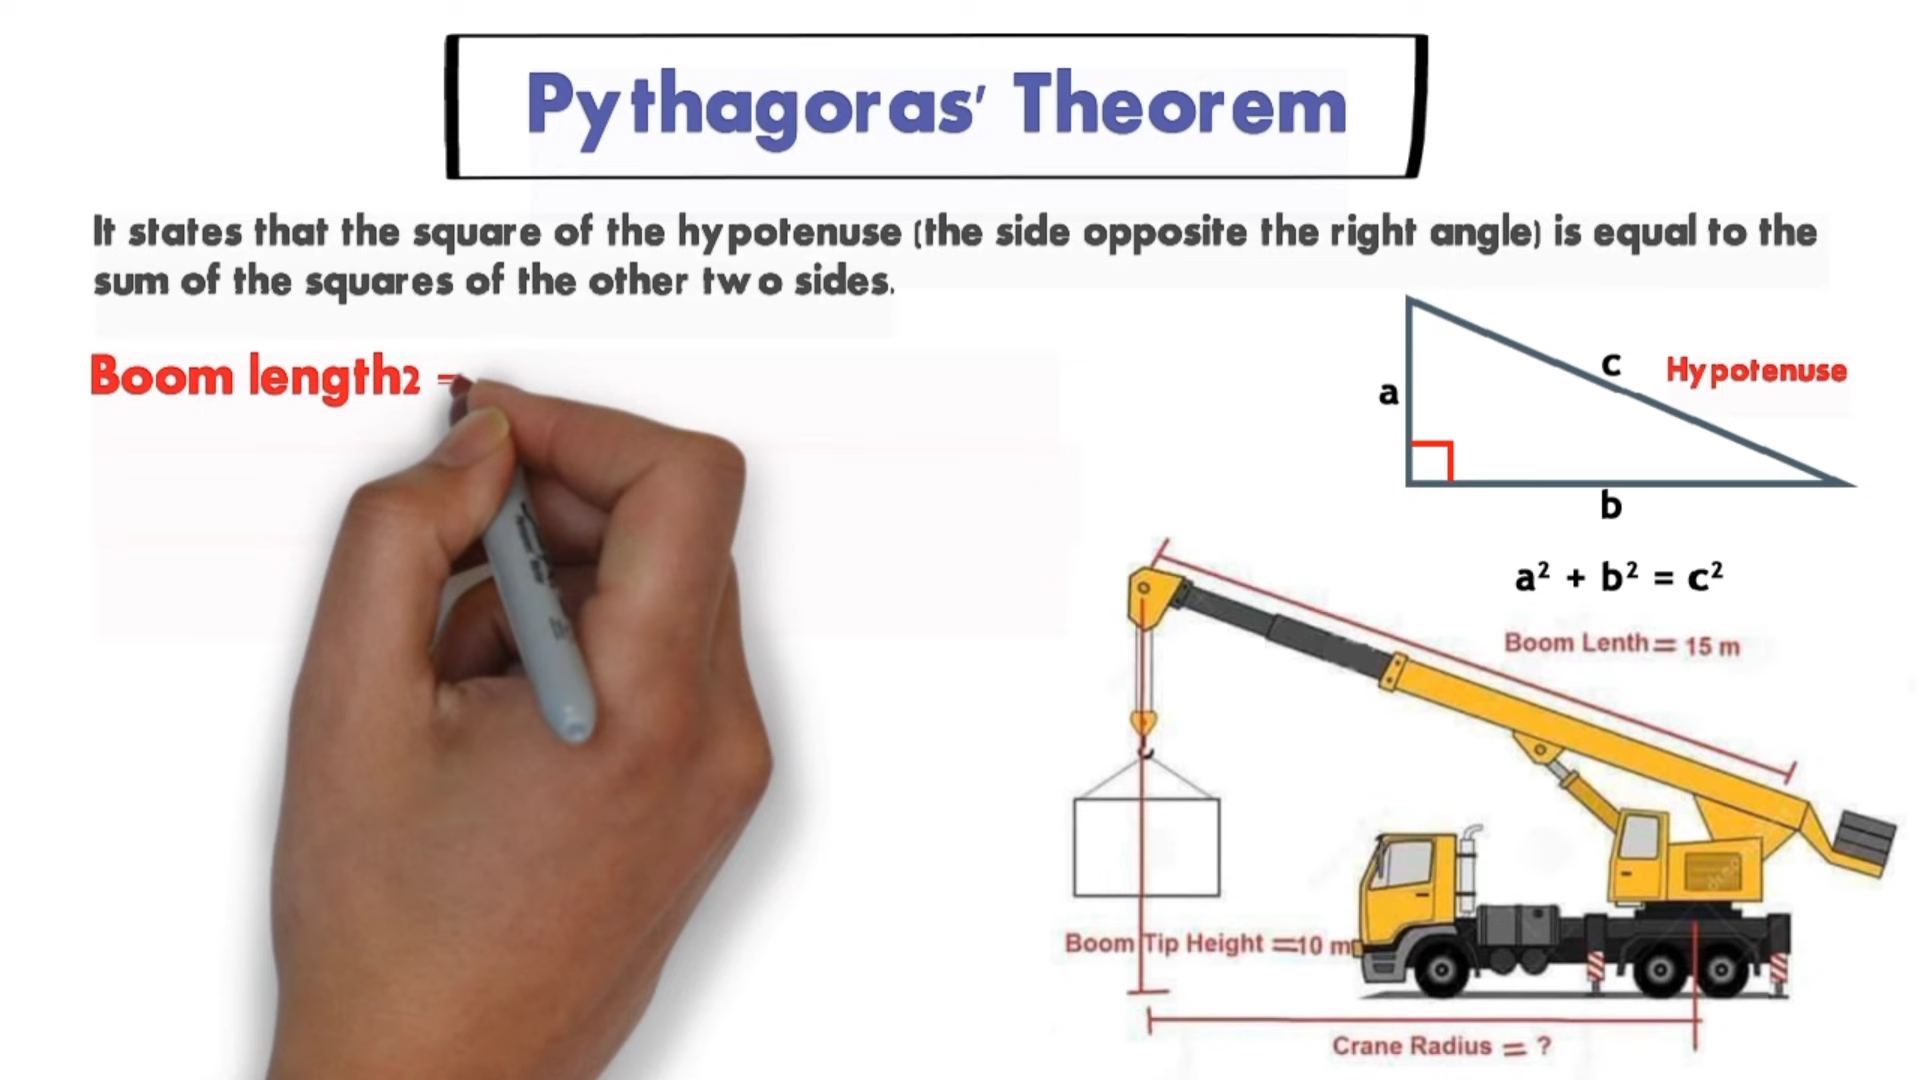 Pythagoras' Theorem
It states that the square of the hypotenuse (the side opposite the right angle) is equal to the
sum of the squares of the other two sides.
Boom length2 =
a
c
Hypotenuse
b
a² + b² = c²
Boom Lenth = 15 m
Boom Tip Height =10 m
Crane Radius = ?